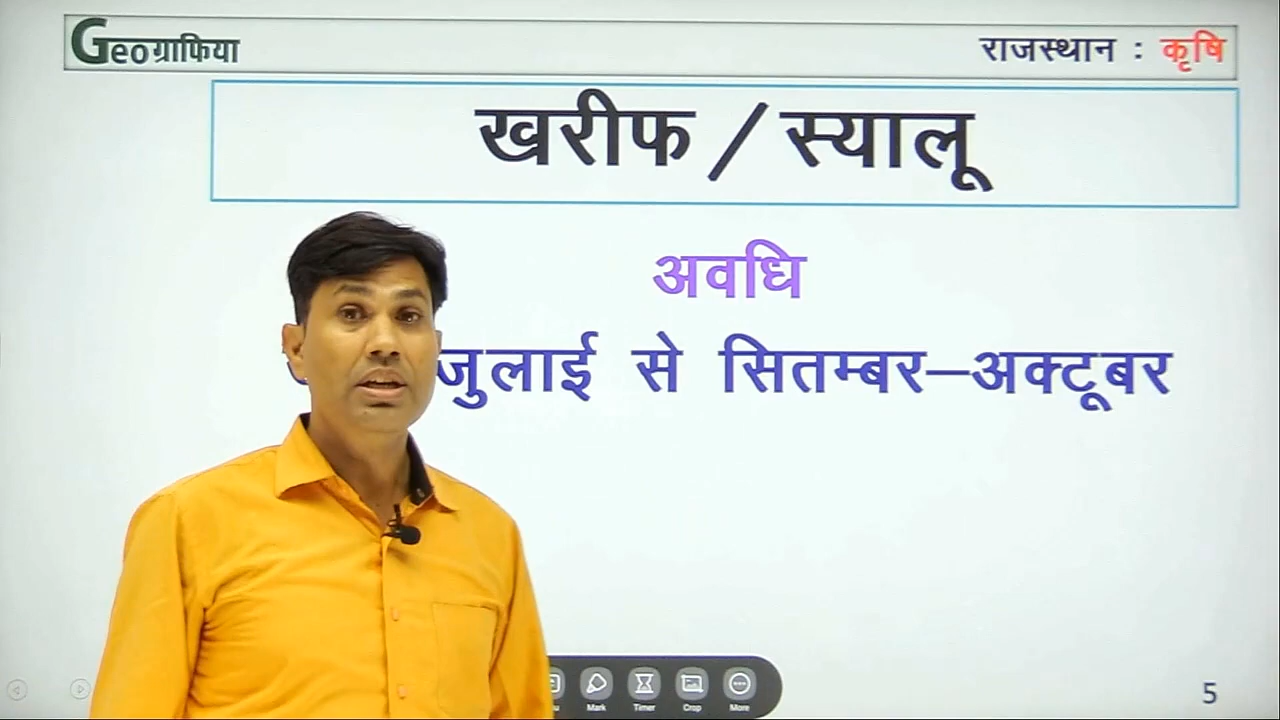 Geoग्राफिया
राजस्थान : कृषि
खरीफ / स्यालू
अवधि
जुलाई से सितम्बर–अक्टूबर
Mark Timer Crop More
5